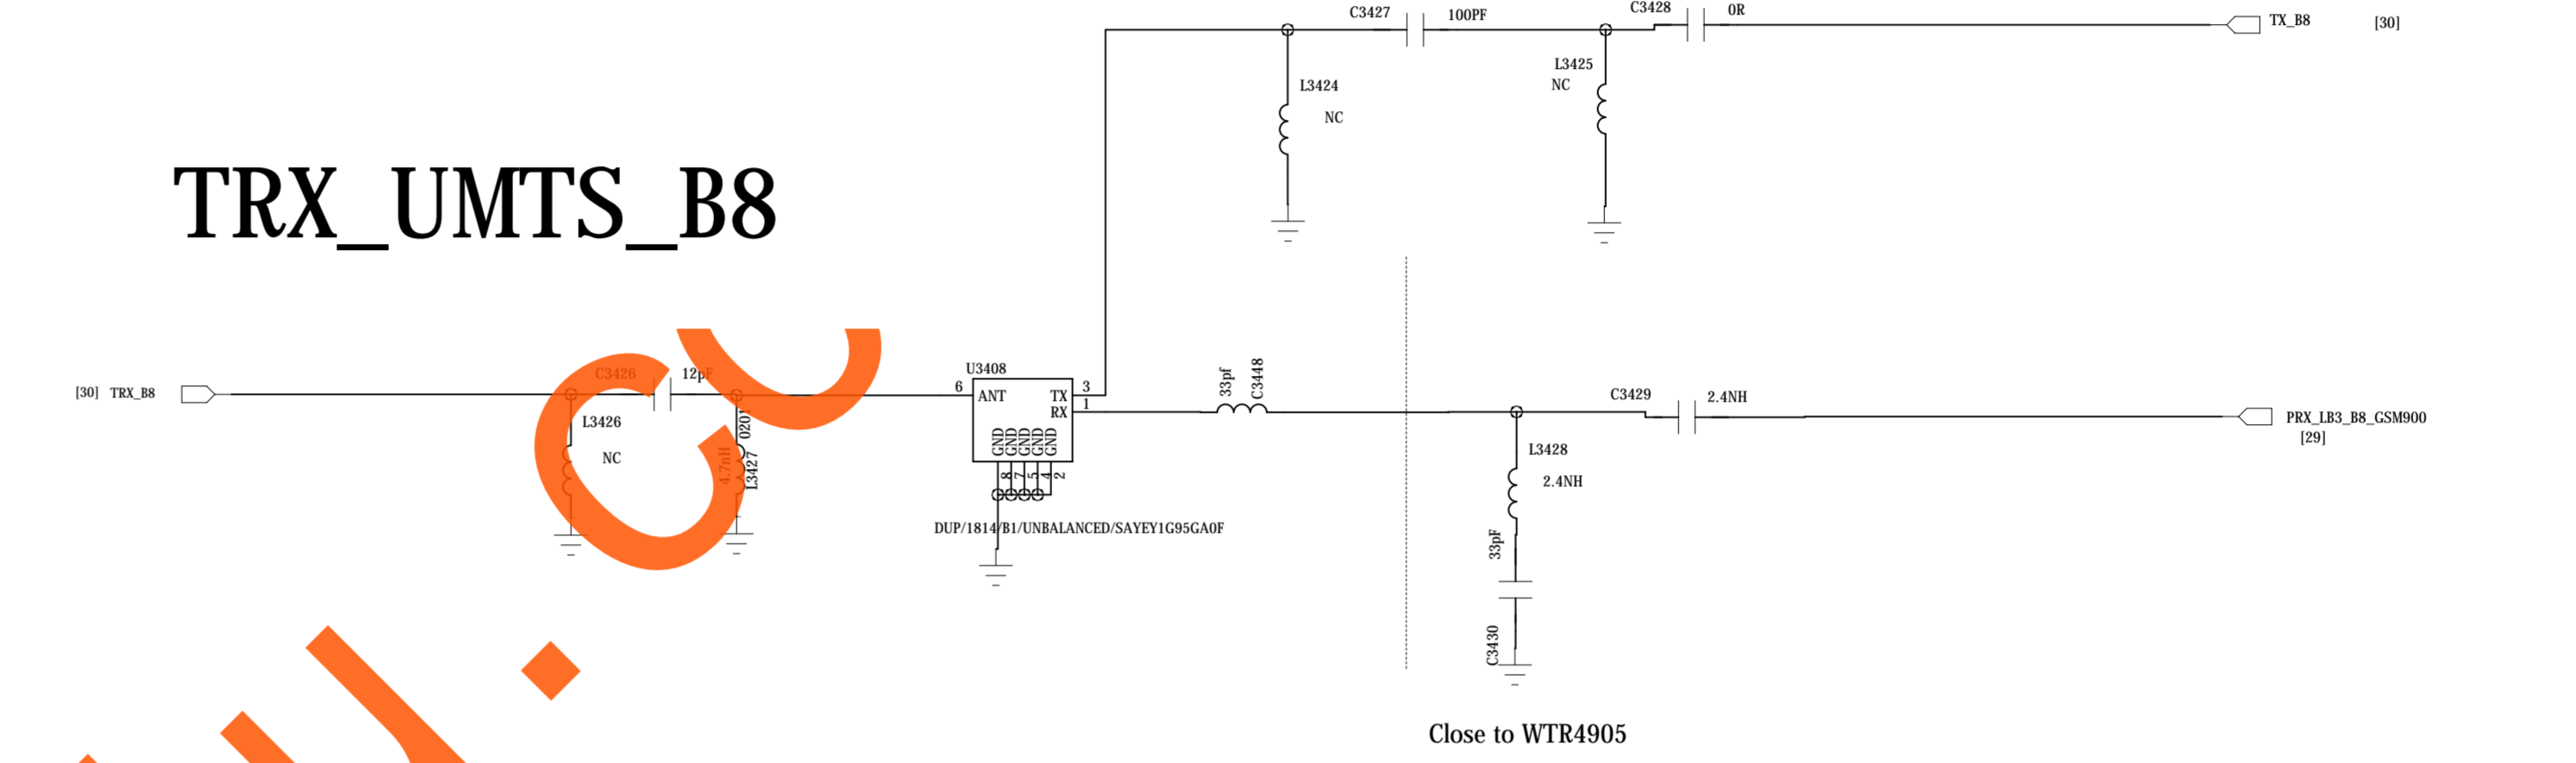 C3427 100PF
C3428 0R
TX_B8 [30]
L3424
NC
L3425
NC
TRX_UMTS_B8
[30] TRX_B8
C3426 12pF
L3426
NC
0201
4.7nH
L3427
U3408
6 ANT TX 3
RX 1
GND GND GND GND GND
8 7 5 4 2
DUP/1814/B1/UNBALANCED/SAYEY1G95GA0F
33pf
C3448
C3429 2.4NH
PRX_LB3_B8_GSM900
[29]
L3428
2.4NH
33pF
C3430
Close to WTR4905